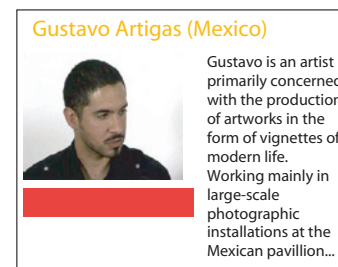 Gustavo Artigas (Mexico)
Gustavo is an artist
primarily concerned
with the production
of artworks in the
form of vignettes of
modern life.
Working mainly in
large-scale
photographic
installations at the
Mexican pavillion...